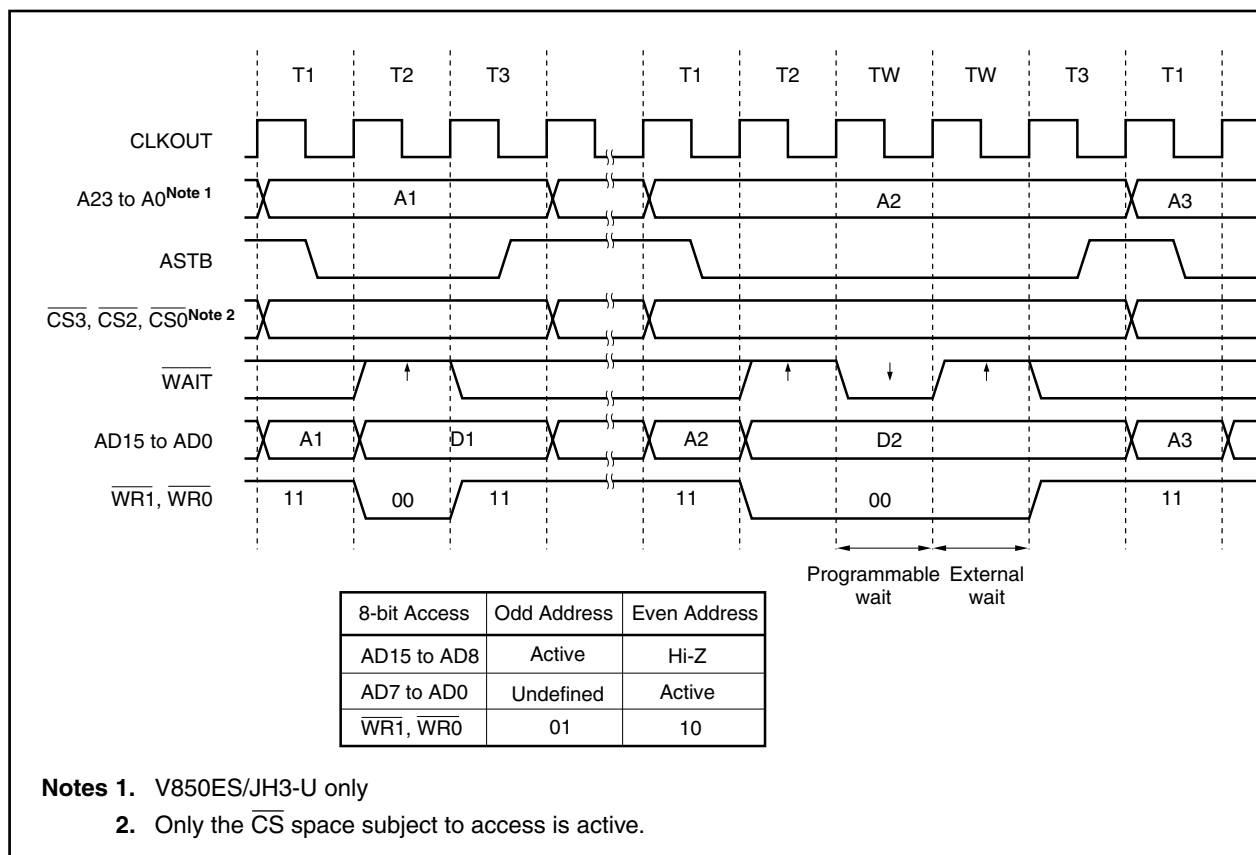 T1 T2 T3 T1 T2 TW TW T3 T1
CLKOUT
A23 to A0Note 1 A1 A2 A3
ASTB
CS3, CS2, CS0Note 2
WAIT
AD15 to AD0 A1 D1 A2 D2 A3
WR1, WR0 11 00 11 11 00 11
Programmable wait External wait
8-bit Access Odd Address Even Address
AD15 to AD8 Active Hi-Z
AD7 to AD0 Undefined Active
WR1, WR0 01 10
Notes 1. V850ES/JH3-U only
2. Only the CS space subject to access is active.